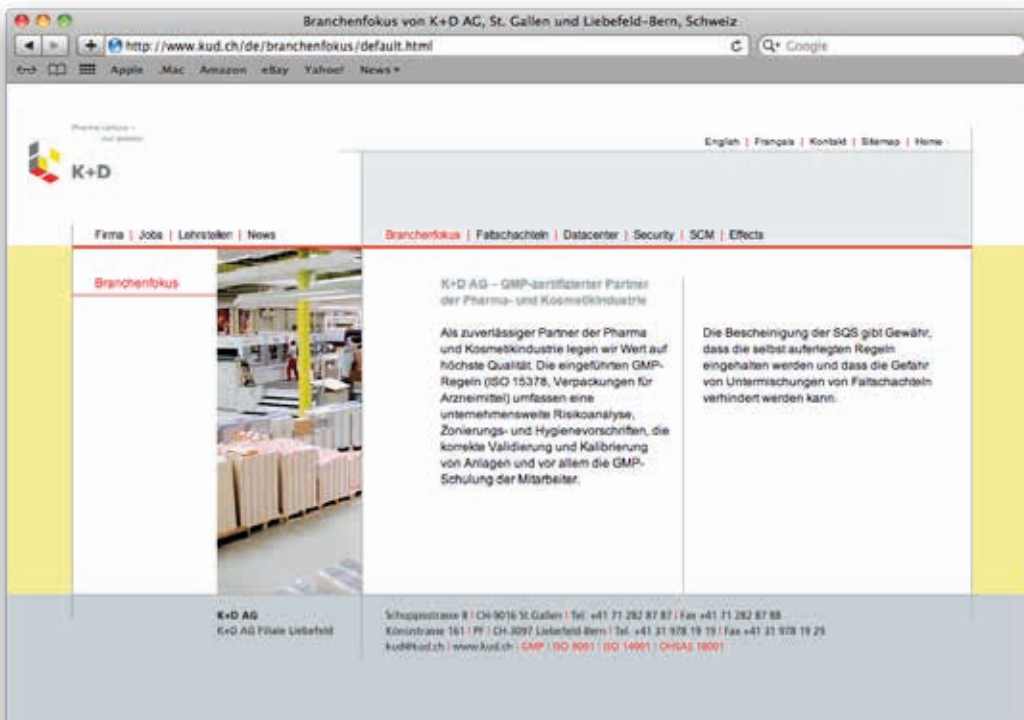 Branchenfokus von K+D AG, St. Gallen und Liebefeld-Bern, Schweiz
http://www.kud.ch/de/branchenfokus/default.html
Google
Apple .Mac Amazon eBay Yahoo! News
K+D
English | Français | Kontakt | Sitemap | Home
Firma | Jobs | Lehrstellen | News
Branchenfokus | Faltschachteln | Datacenter | Security | SCM | Effects
Branchenfokus
K+D AG – GMP-zertifizierter Partner
der Pharma- und Kosmetikindustrie
Als zuverlässiger Partner der Pharma
und Kosmetikindustrie legen wir Wert auf
höchste Qualität. Die eingeführten GMP-
Regeln (ISO 15378, Verpackungen für
Arzneimittel) umfassen eine
unternehmensweite Risikoanalyse,
Zonierungs- und Hygienevorschriften, die
korrekte Validierung und Kalibrierung
von Anlagen und vor allem die GMP-
Schulung der Mitarbeiter.
Die Bescheinigung der SQS gibt Gewähr,
dass die selbst auferlegten Regeln
eingehalten werden und dass die Gefahr
von Untermischungen von Faltschachteln
verhindert werden kann.
K+D AG
K+D AG Filiale Liebefeld
8 | CH-9016 St.Gallen | Tel. +41 71 282 87 87 | Fax +41 71 282 87 88
161 | PF | CH-3097 Liebefeld-Bern | Tel. +41 31 978 19 19 | Fax +41 31 978 19 29
kud@kud.ch | www.kud.ch | GMP | ISO 9001 | ISO 14001 | OHSAS 18001